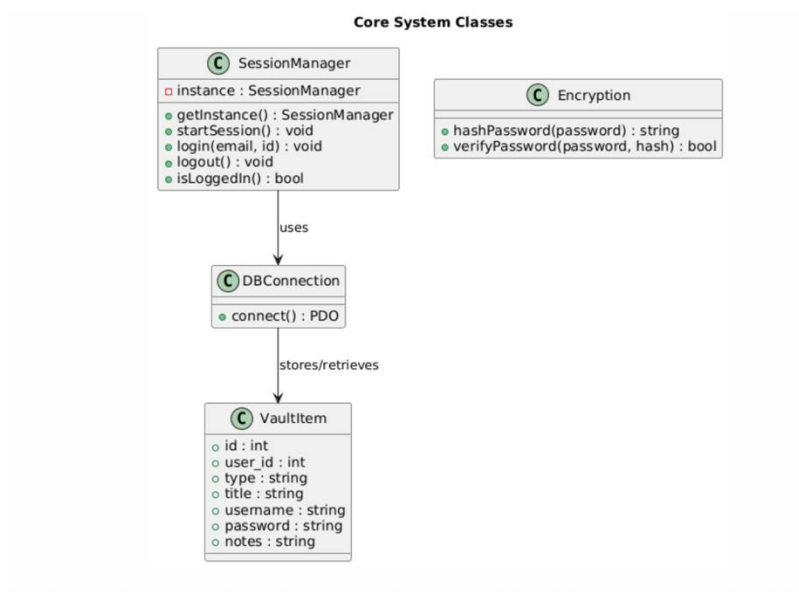 Core System Classes
C SessionManager
instance : SessionManager
getInstance() : SessionManager
startSession() : void
login(email, id) : void
logout() : void
isLoggedIn() : bool
C Encryption
hashPassword(password) : string
verifyPassword(password, hash) : bool
uses
C DBConnection
connect() : PDO
stores/retrieves
C VaultItem
id : int
user_id : int
type : string
title : string
username : string
password : string
notes : string